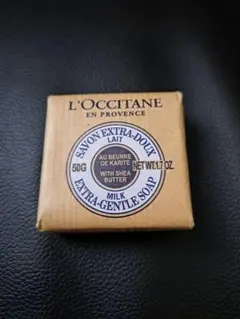 L'OCCITANE
EN PROVENCE
SAVON EXTRA-DOUX
LAIT
AU BEURRE
DE KARITÉ
50G
NET WT. 1.7 OZ.
WITH SHEA
BUTTER
MILK
EXTRA-GENTLE SOAP